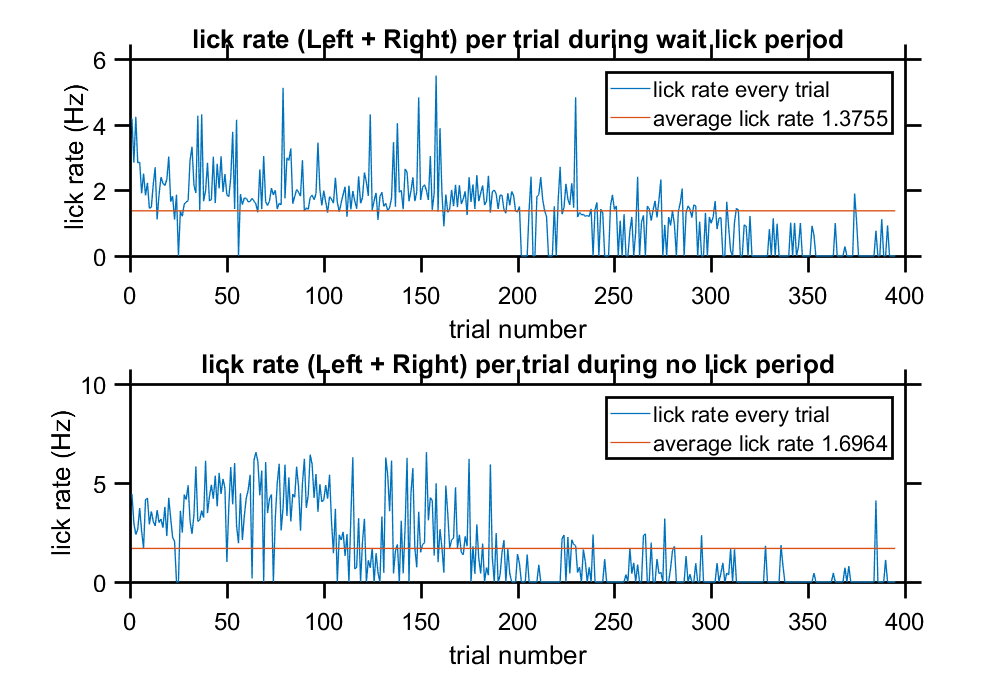 lick rate (Left + Right) per trial during wait lick period
6
4
2
0
lick rate (Hz)
lick rate every trial
average lick rate 1.3755
0 50 100 150 200 250 300 350 400
trial number
lick rate (Left + Right) per trial during no lick period
10
5
0
lick rate (Hz)
lick rate every trial
average lick rate 1.6964
0 50 100 150 200 250 300 350 400
trial number